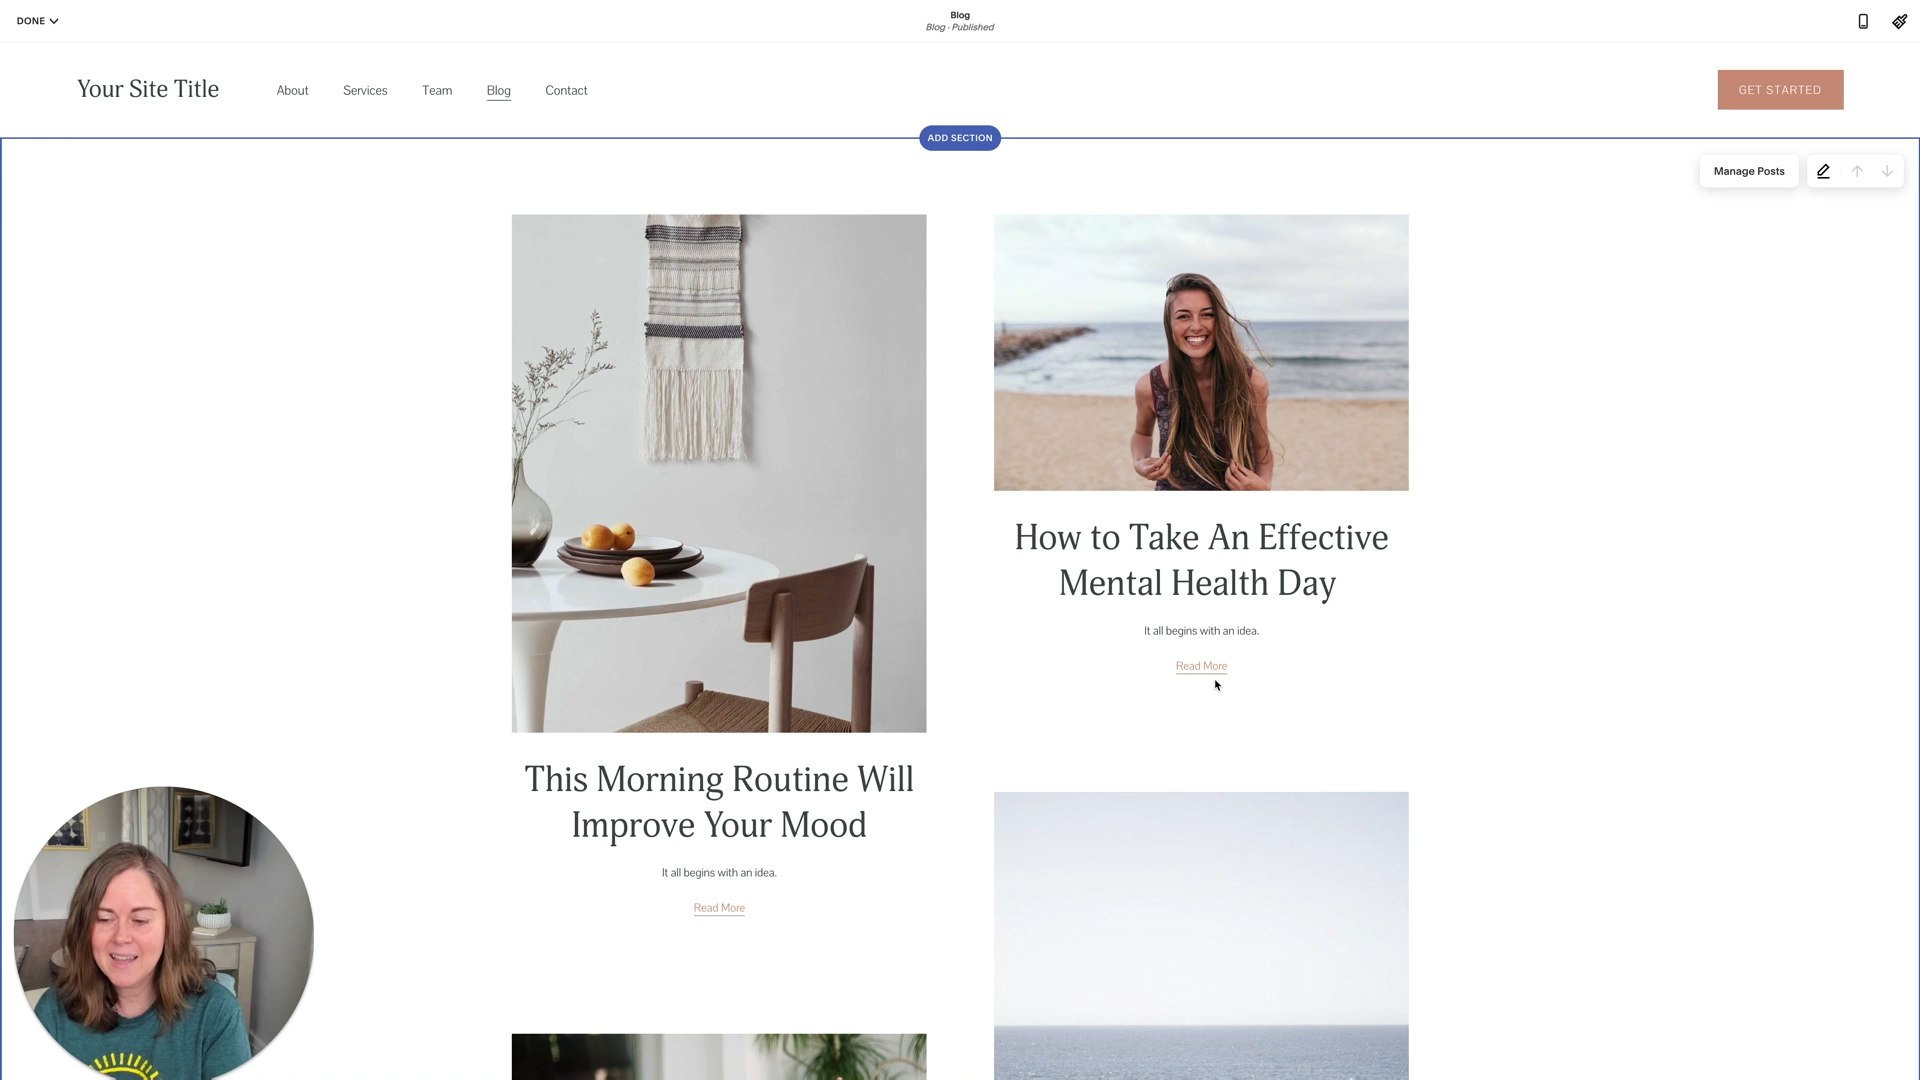 DONE
Blog
Blog · Published
Your Site Title
About
Services
Team
Blog
Contact
GET STARTED
ADD SECTION
Manage Posts
How to Take An Effective
Mental Health Day
It all begins with an idea.
Read More
This Morning Routine Will
Improve Your Mood
It all begins with an idea.
Read More